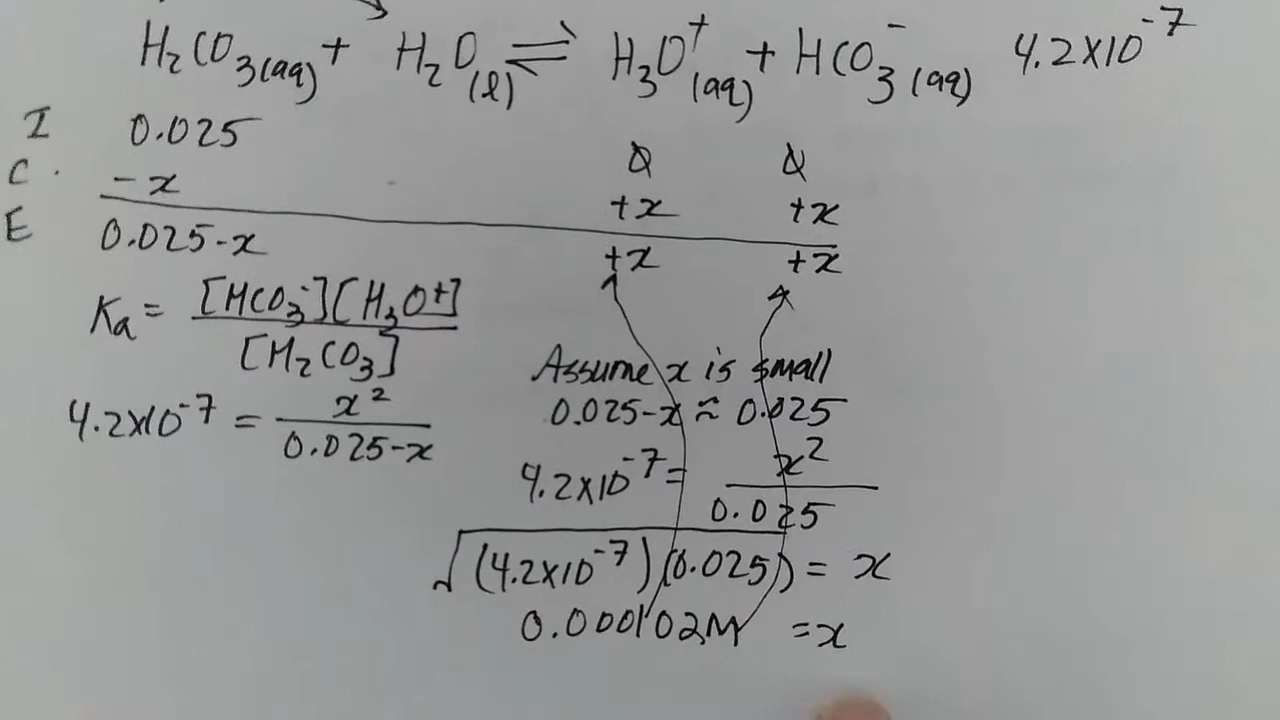 H₂CO₃(aq) + H₂O(l) ⇌ H₃O⁺(aq) + HCO₃⁻(aq) 4.2x10⁻⁷
I 0.025 0 0
C. -x +x +x
E 0.025-x +x +x
Ka = [HCO₃⁻][H₃O+] / [H₂CO₃]
4.2x10⁻⁷ = x² / 0.025-x
Assume x is small
0.025-x ≈ 0.025
4.2x10⁻⁷ = x² / 0.025
√(4.2x10⁻⁷)(0.025) = x
0.000102M = x